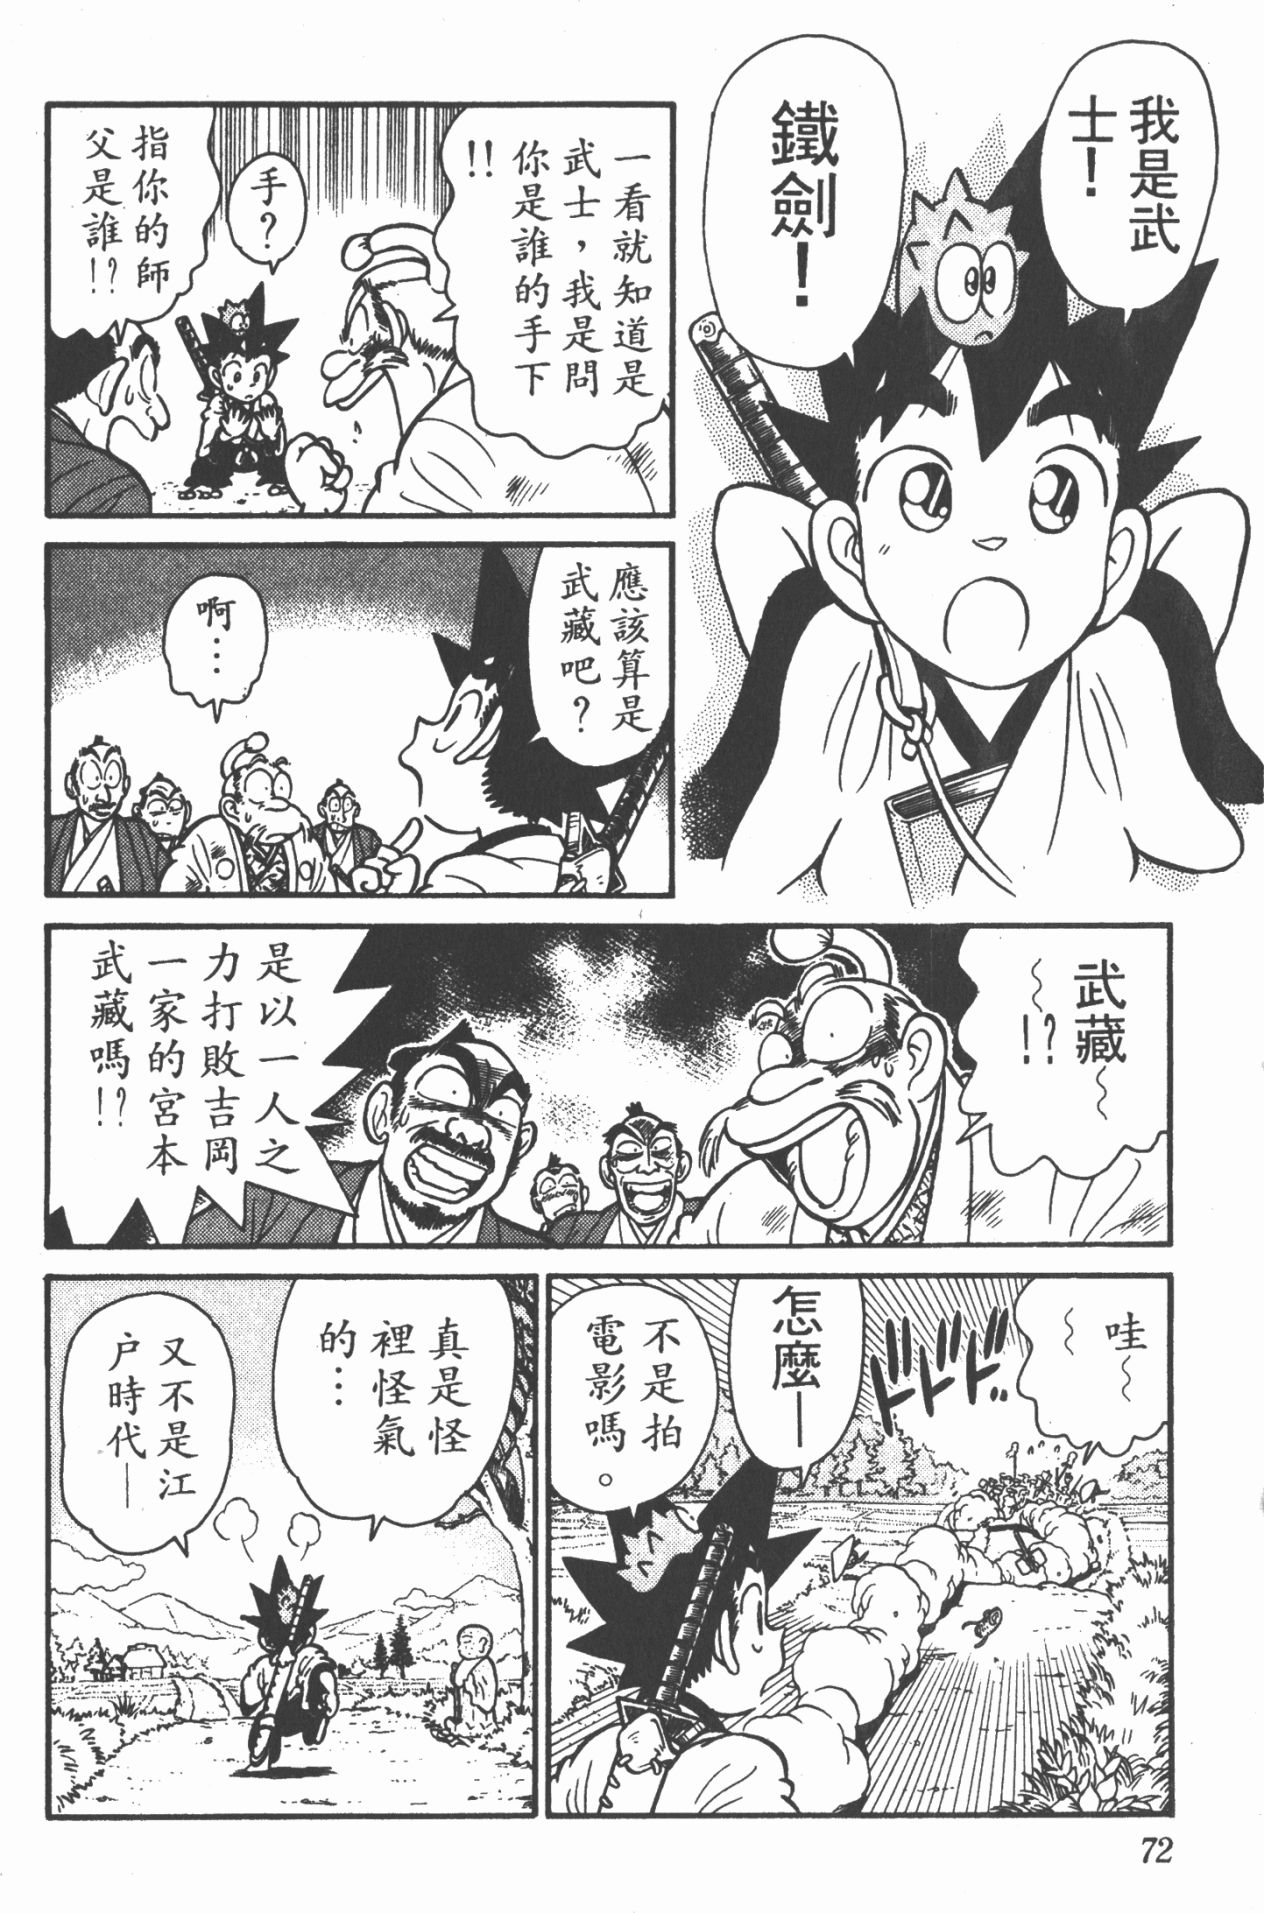 我是武
士！
鐵劍！
一看就知道是
武士，我是問
你是誰的手下
!!
手？
指你的師
父是誰!?
應該算是
武藏吧？
啊…
武藏～
～!?
是以一人之
力打敗吉岡
一家的宮本
武藏嗎!?
哇～
～
ドドド
怎麼—
不是拍
電影嗎。
真是怪
裡怪氣
的…
又不是江
户時代—
72